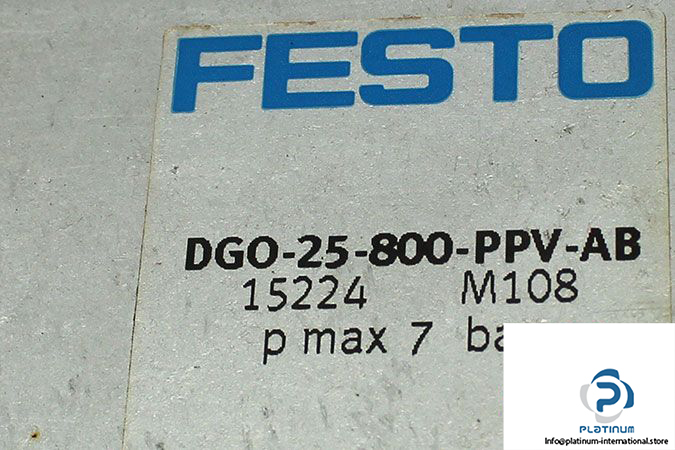 FESTO
DGO-25-800-PPV-AB
15224 M108
p max 7
PLATINUM
Info@platinum-international.store